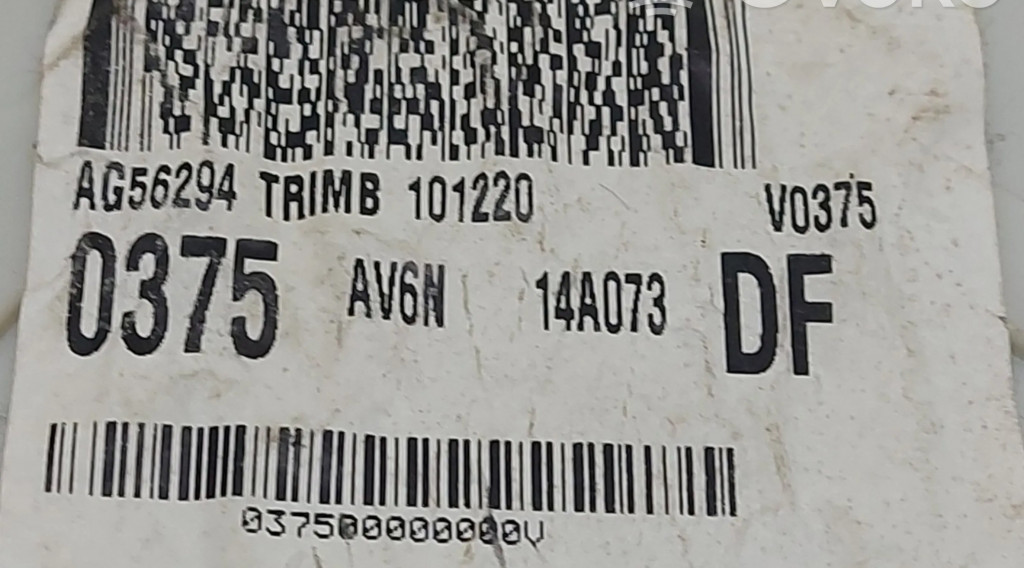 AG56294 TRIMB 101220 V0375
0375 AV6N 14A073 DF
037500000000V